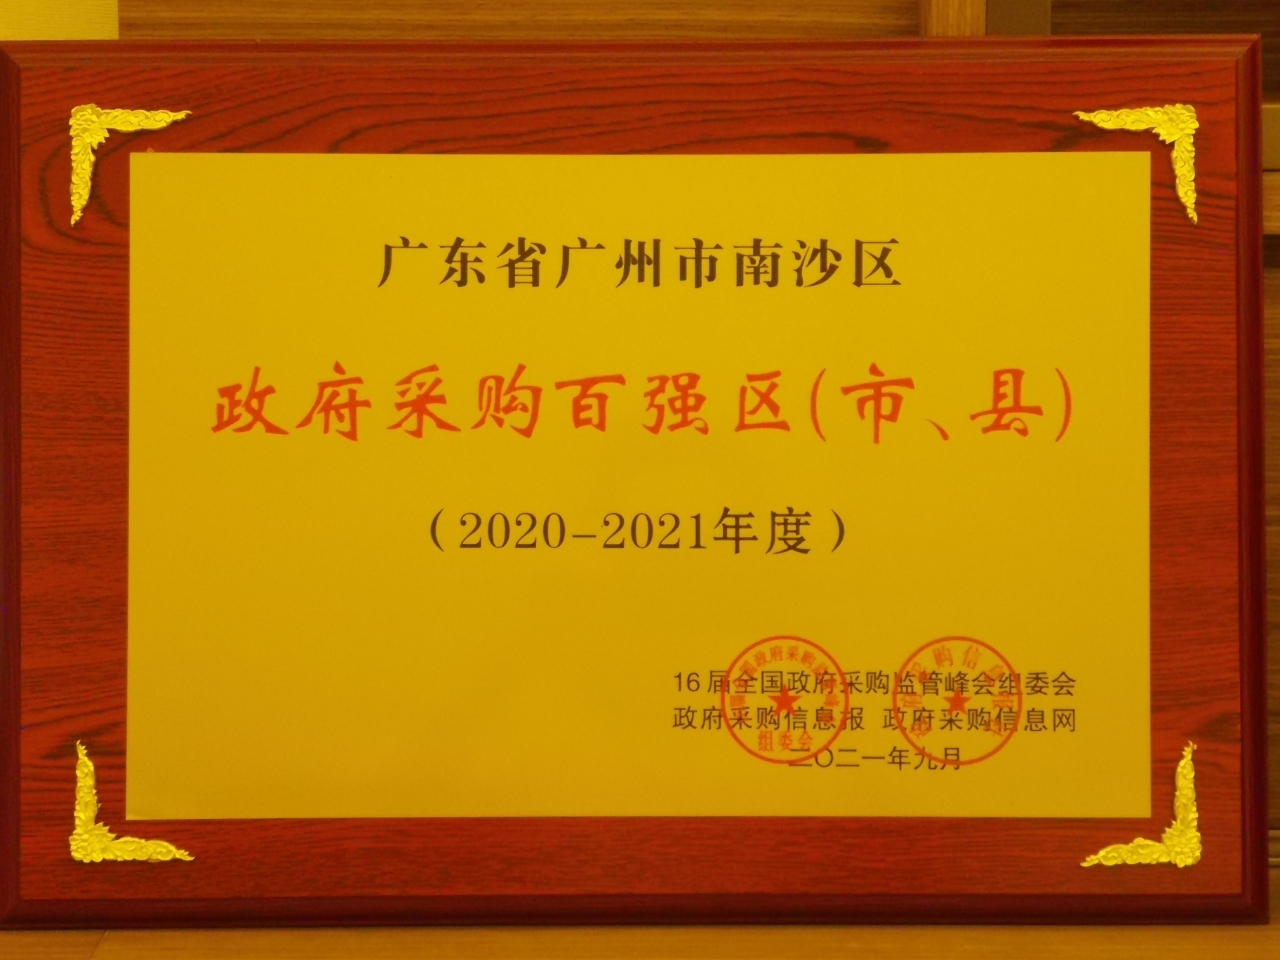 广东省广州市南沙区
政府采购百强区(市、县)
（2020-2021年度）
16届全国政府采购监管峰会组委会
政府采购信息报 政府采购信息网
二〇二一年九月
组委会